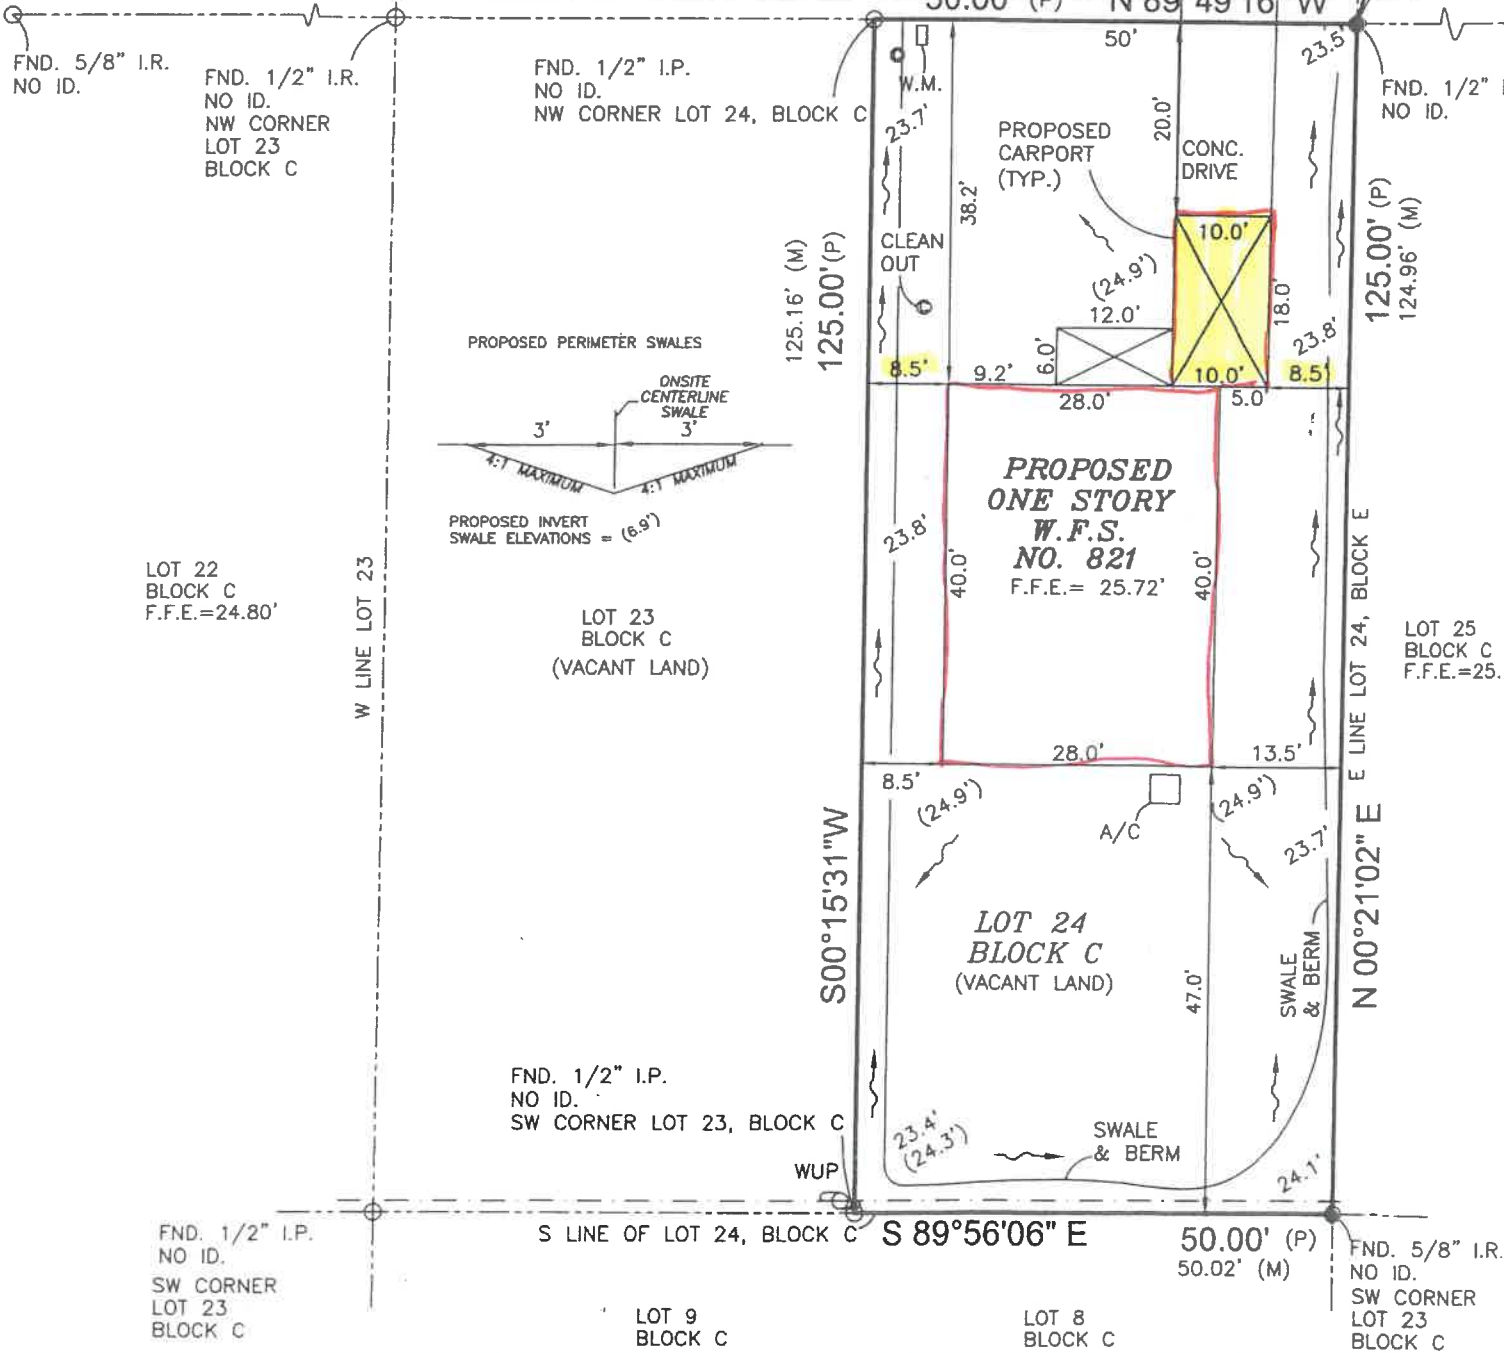 50.00' (P) N 89°49'16" W
FND. 5/8" I.R.
NO ID.
FND. 1/2" I.R.
NO ID.
NW CORNER
LOT 23
BLOCK C
FND. 1/2" I.P.
NO ID.
NW CORNER LOT 24, BLOCK C
W.M.
23.7'
50'
23.5'
FND. 1/2"
NO ID.
20.0'
PROPOSED
CARPORT
(TYP.)
CONC.
DRIVE
38.2'
CLEAN
OUT
125.16' (M)
125.00'(P)
125.00' (P)
124.96' (M)
10.0'
(24.9')
18.0'
12.0'
6.0'
23.8'
8.5'
9.2'
10.0'
8.5'
28.0'
5.0'
PROPOSED PERIMETER SWALES
ONSITE
CENTERLINE
SWALE
3'
3'
4:1 MAXIMUM
4:1 MAXIMUM
PROPOSED INVERT
SWALE ELEVATIONS = (6.9')
PROPOSED
ONE STORY
W.F.S.
NO. 821
F.F.E.= 25.72'
23.8'
40.0'
40.0'
LOT 22
BLOCK C
F.F.E.=24.80'
W LINE LOT 23
LOT 23
BLOCK C
(VACANT LAND)
E LINE LOT 24, BLOCK E
LOT 25
BLOCK C
F.F.E.=25.
28.0'
13.5'
8.5'
(24.9')
(24.9')
A/C
23.7'
S00°15'31"W
N 00°21'02" E
LOT 24
BLOCK C
(VACANT LAND)
47.0'
SWALE
& BERM
FND. 1/2" I.P.
NO ID.
SW CORNER LOT 23, BLOCK C
23.4'
(24.3')
SWALE
& BERM
WUP
24.1'
S LINE OF LOT 24, BLOCK C
S 89°56'06" E
50.00' (P)
50.02' (M)
FND. 1/2" I.P.
NO ID.
SW CORNER
LOT 23
BLOCK C
FND. 5/8" I.R.
NO ID.
SW CORNER
LOT 23
BLOCK C
LOT 9
BLOCK C
LOT 8
BLOCK C